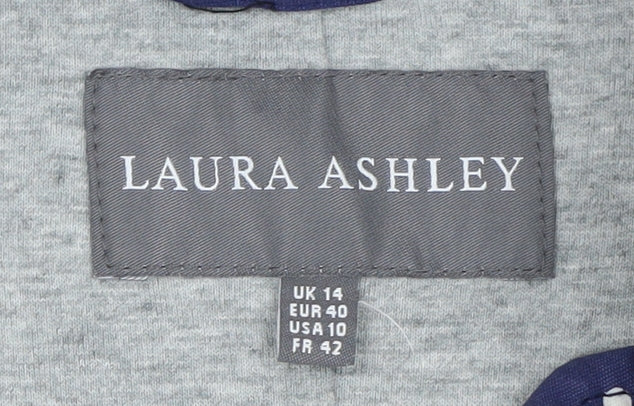 LAURA ASHLEY
UK 14
EUR 40
USA 10
FR 42